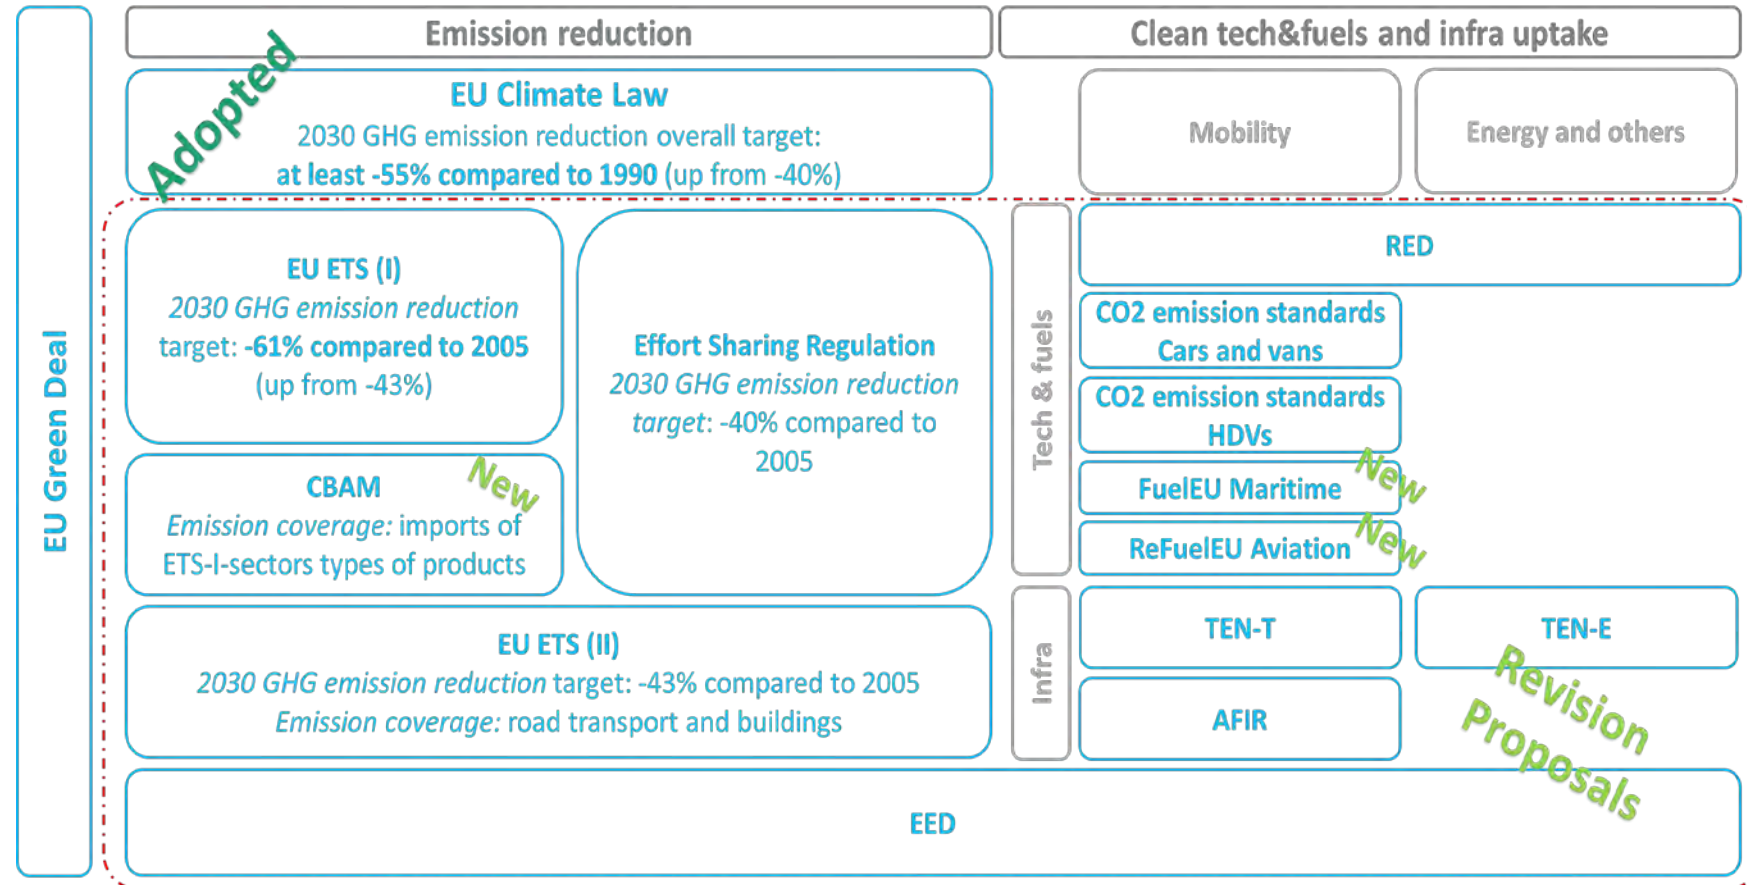 EU Green Deal
Emission reduction
Clean tech&fuels and infra uptake
Adopted
EU Climate Law
2030 GHG emission reduction overall target:
at least -55% compared to 1990 (up from -40%)
Mobility
Energy and others
EU ETS (I)
2030 GHG emission reduction
target: -61% compared to 2005
(up from -43%)
Effort Sharing Regulation
2030 GHG emission reduction
target: -40% compared to
2005
CBAM
New
Emission coverage: imports of
ETS-I-sectors types of products
EU ETS (II)
2030 GHG emission reduction target: -43% compared to 2005
Emission coverage: road transport and buildings
Tech & fuels
RED
CO2 emission standards
Cars and vans
CO2 emission standards
HDVs
FuelEU Maritime
New
ReFuelEU Aviation
New
Infra
TEN-T
TEN-E
AFIR
Revision
Proposals
EED